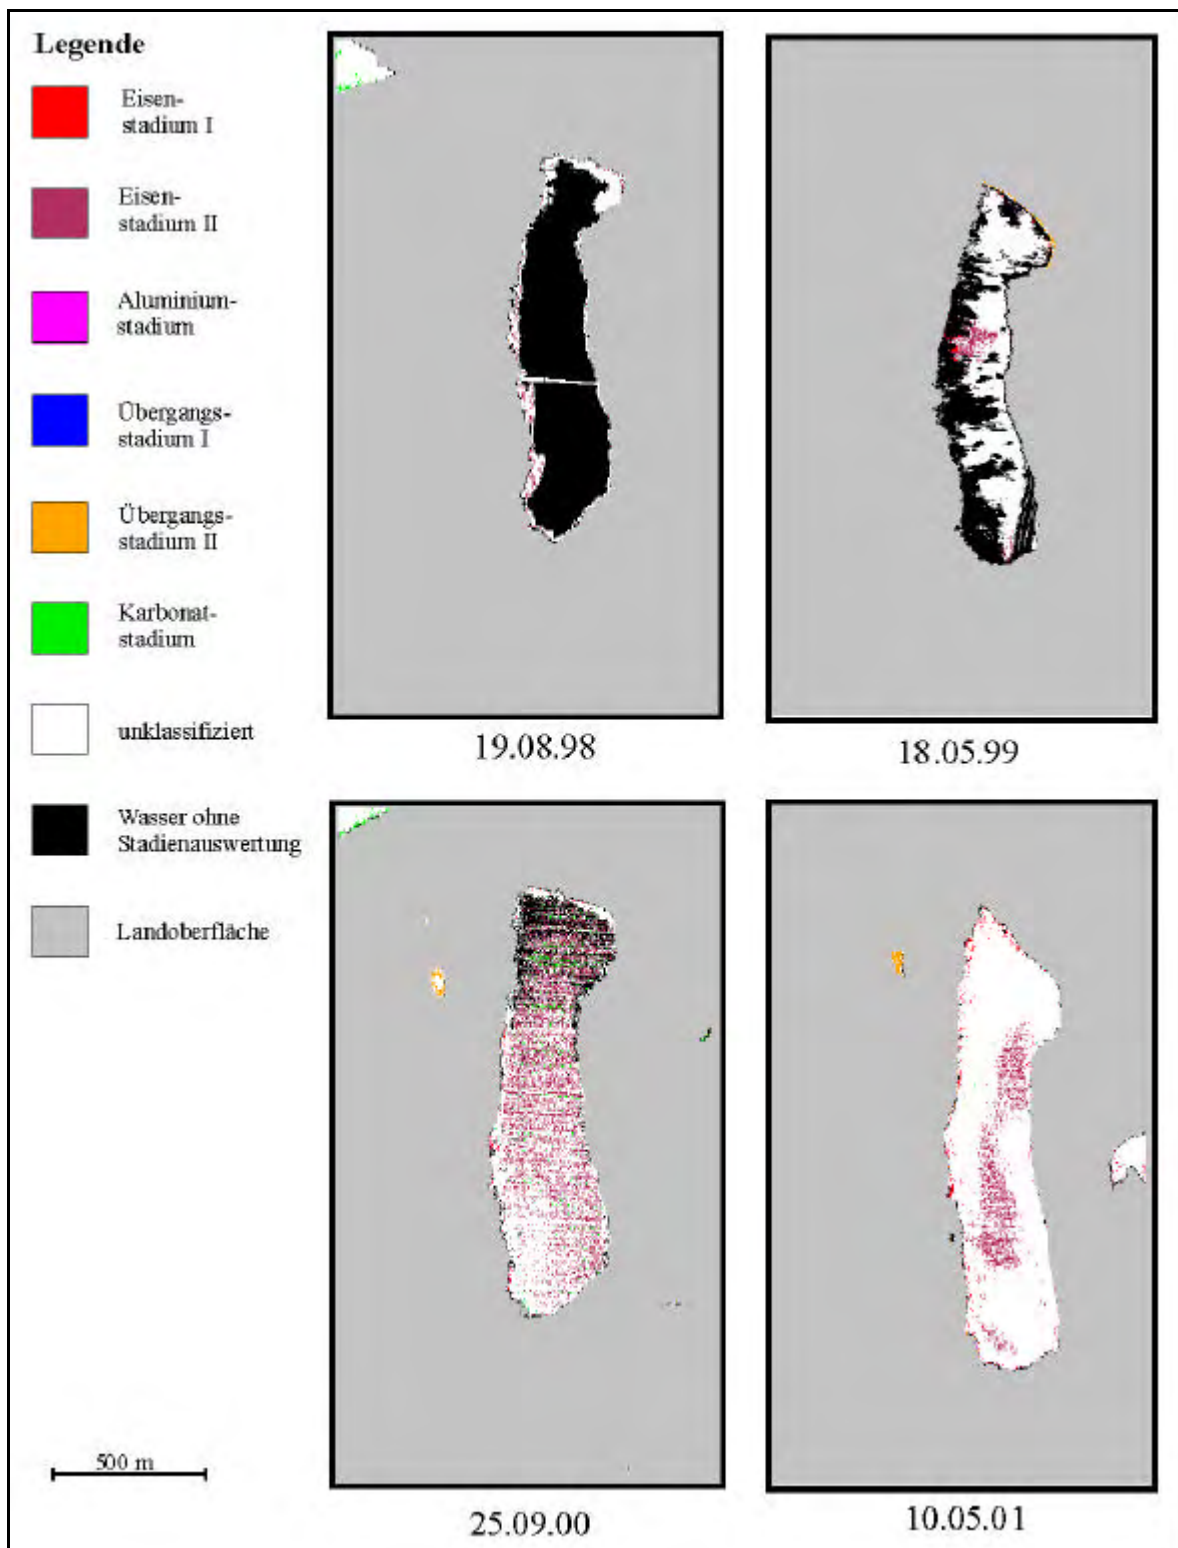 Legende
Eisen-
stadium I
Eisen-
stadium II
Aluminium-
stadium
Übergangs-
stadium I
Übergangs-
stadium II
Karbonat-
stadium
unklassifiziert
Wasser ohne
Stadienauswertung
Landoberfläche
500 m
19.08.98
18.05.99
25.09.00
10.05.01